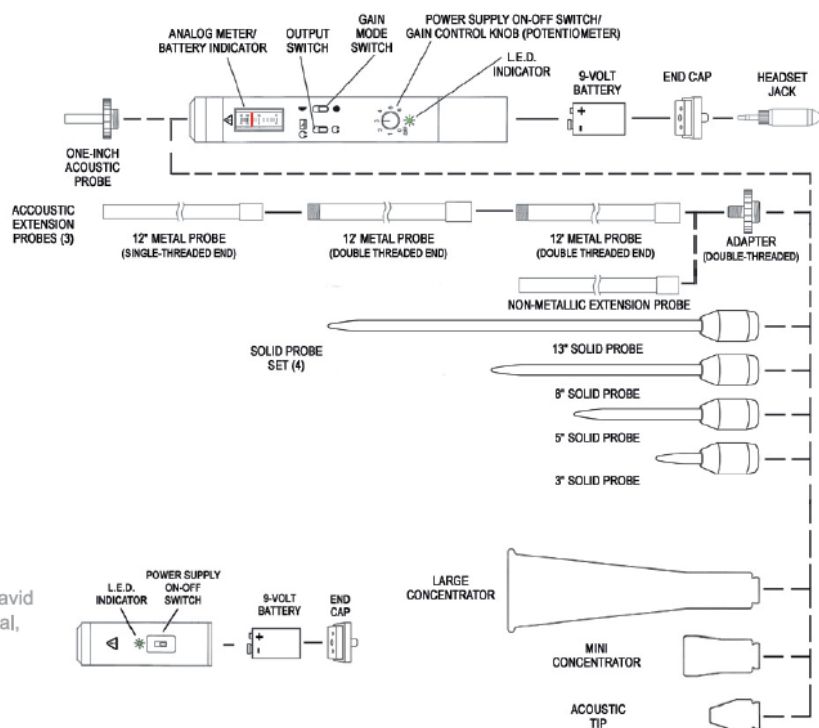 ANALOG METER/
BATTERY INDICATOR
OUTPUT
SWITCH
GAIN
MODE
SWITCH
POWER SUPPLY ON-OFF SWITCH/
GAIN CONTROL KNOB (POTENTIOMETER)
L.E.D.
INDICATOR
9-VOLT
BATTERY
END CAP
HEADSET
JACK
ONE-INCH
ACOUSTIC
PROBE
ACCOUSTIC
EXTENSION
PROBES (3)
12" METAL PROBE
(SINGLE-THREADED END)
12' METAL PROBE
(DOUBLE THREADED END)
12' METAL PROBE
(DOUBLE THREADED END)
ADAPTER
(DOUBLE-THREADED)
NON-METALLIC EXTENSION PROBE
SOLID PROBE
SET (4)
13" SOLID PROBE
8" SOLID PROBE
5" SOLID PROBE
3" SOLID PROBE
LARGE
CONCENTRATOR
MINI
CONCENTRATOR
ACOUSTIC
TIP
avid
al,
L.E.D.
INDICATOR
POWER SUPPLY
ON-OFF
SWITCH
9-VOLT
BATTERY
END
CAP